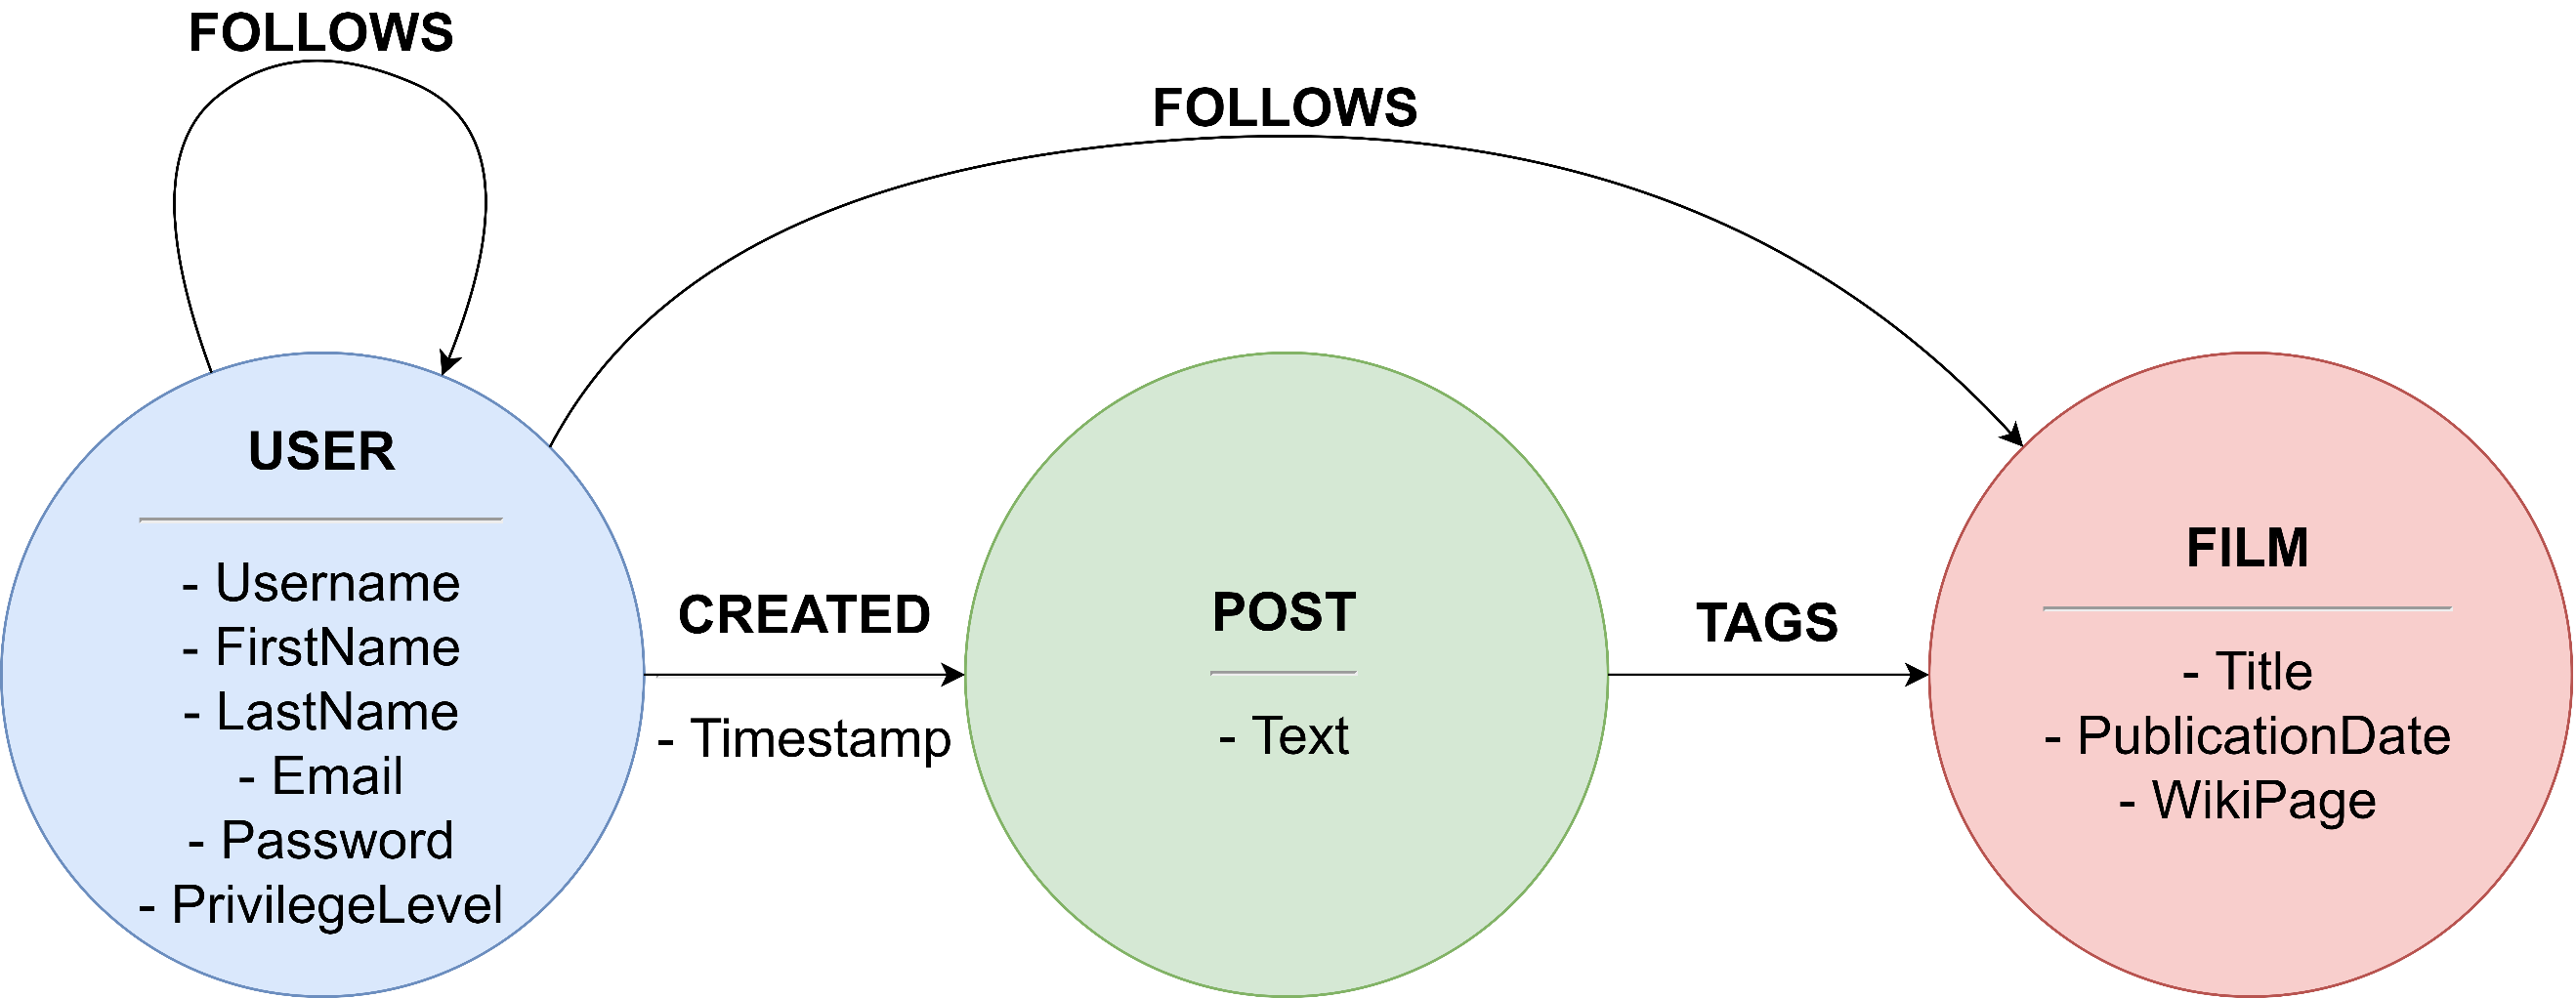 FOLLOWS
FOLLOWS
USER
- Username
- FirstName
- LastName
- Email
- Password
- PrivilegeLevel
CREATED
- Timestamp
POST
- Text
TAGS
FILM
- Title
- PublicationDate
- WikiPage